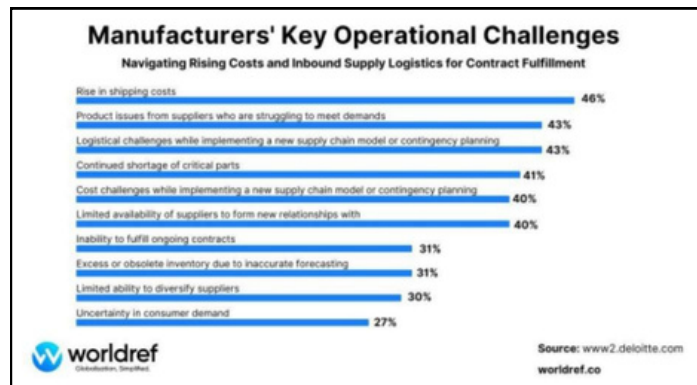 Manufacturers' Key Operational Challenges
Navigating Rising Costs and Inbound Supply Logistics for Contract Fulfillment
Rise in shipping costs
46%
Product issues from suppliers who are struggling to meet demands
43%
Logistical challenges while implementing a new supply chain model or contingency planning
43%
Continued shortage of critical parts
41%
Cost challenges while implementing a new supply chain model or contingency planning
40%
Limited availability of suppliers to form new relationships with
40%
Inability to fulfill ongoing contracts
31%
Excess or obsolete inventory due to inaccurate forecasting
31%
Limited ability to diversify suppliers
30%
Uncertainty in consumer demand
27%
worldref
Globalisation, Simplified.
Source: www2.deloitte.com
worldref.co